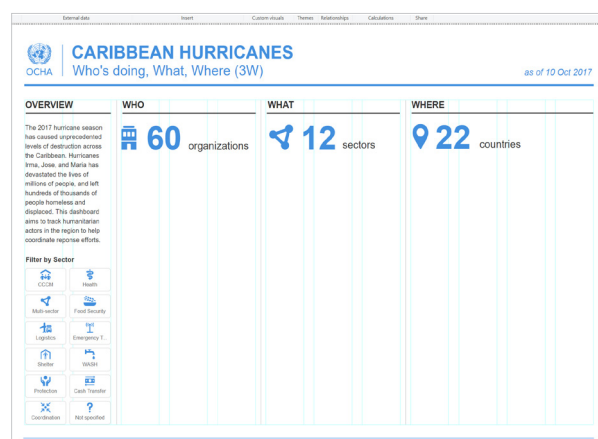 External data Insert Custom visuals Themes Relationships Calculations Share
OCHA
CARIBBEAN HURRICANES
Who's doing, What, Where (3W)
as of 10 Oct 2017
OVERVIEW
The 2017 hurricane season
has caused unprecedented
levels of destruction across
the Caribbean. Hurricanes
Irma, Jose, and Maria has
devastated the lives of
millions of people, and left
hundreds of thousands of
people homeless and
displaced. This dashboard
aims to track humanitarian
actors in the region to help
coordinate reponse efforts.
Filter by Sector
CCCM Health
Multi-sector Food Security
Logistics Emergency T...
Shelter WASH
Protection Cash Transfer
Coordination Not specified
WHO
60 organizations
WHAT
12 sectors
WHERE
22 countries